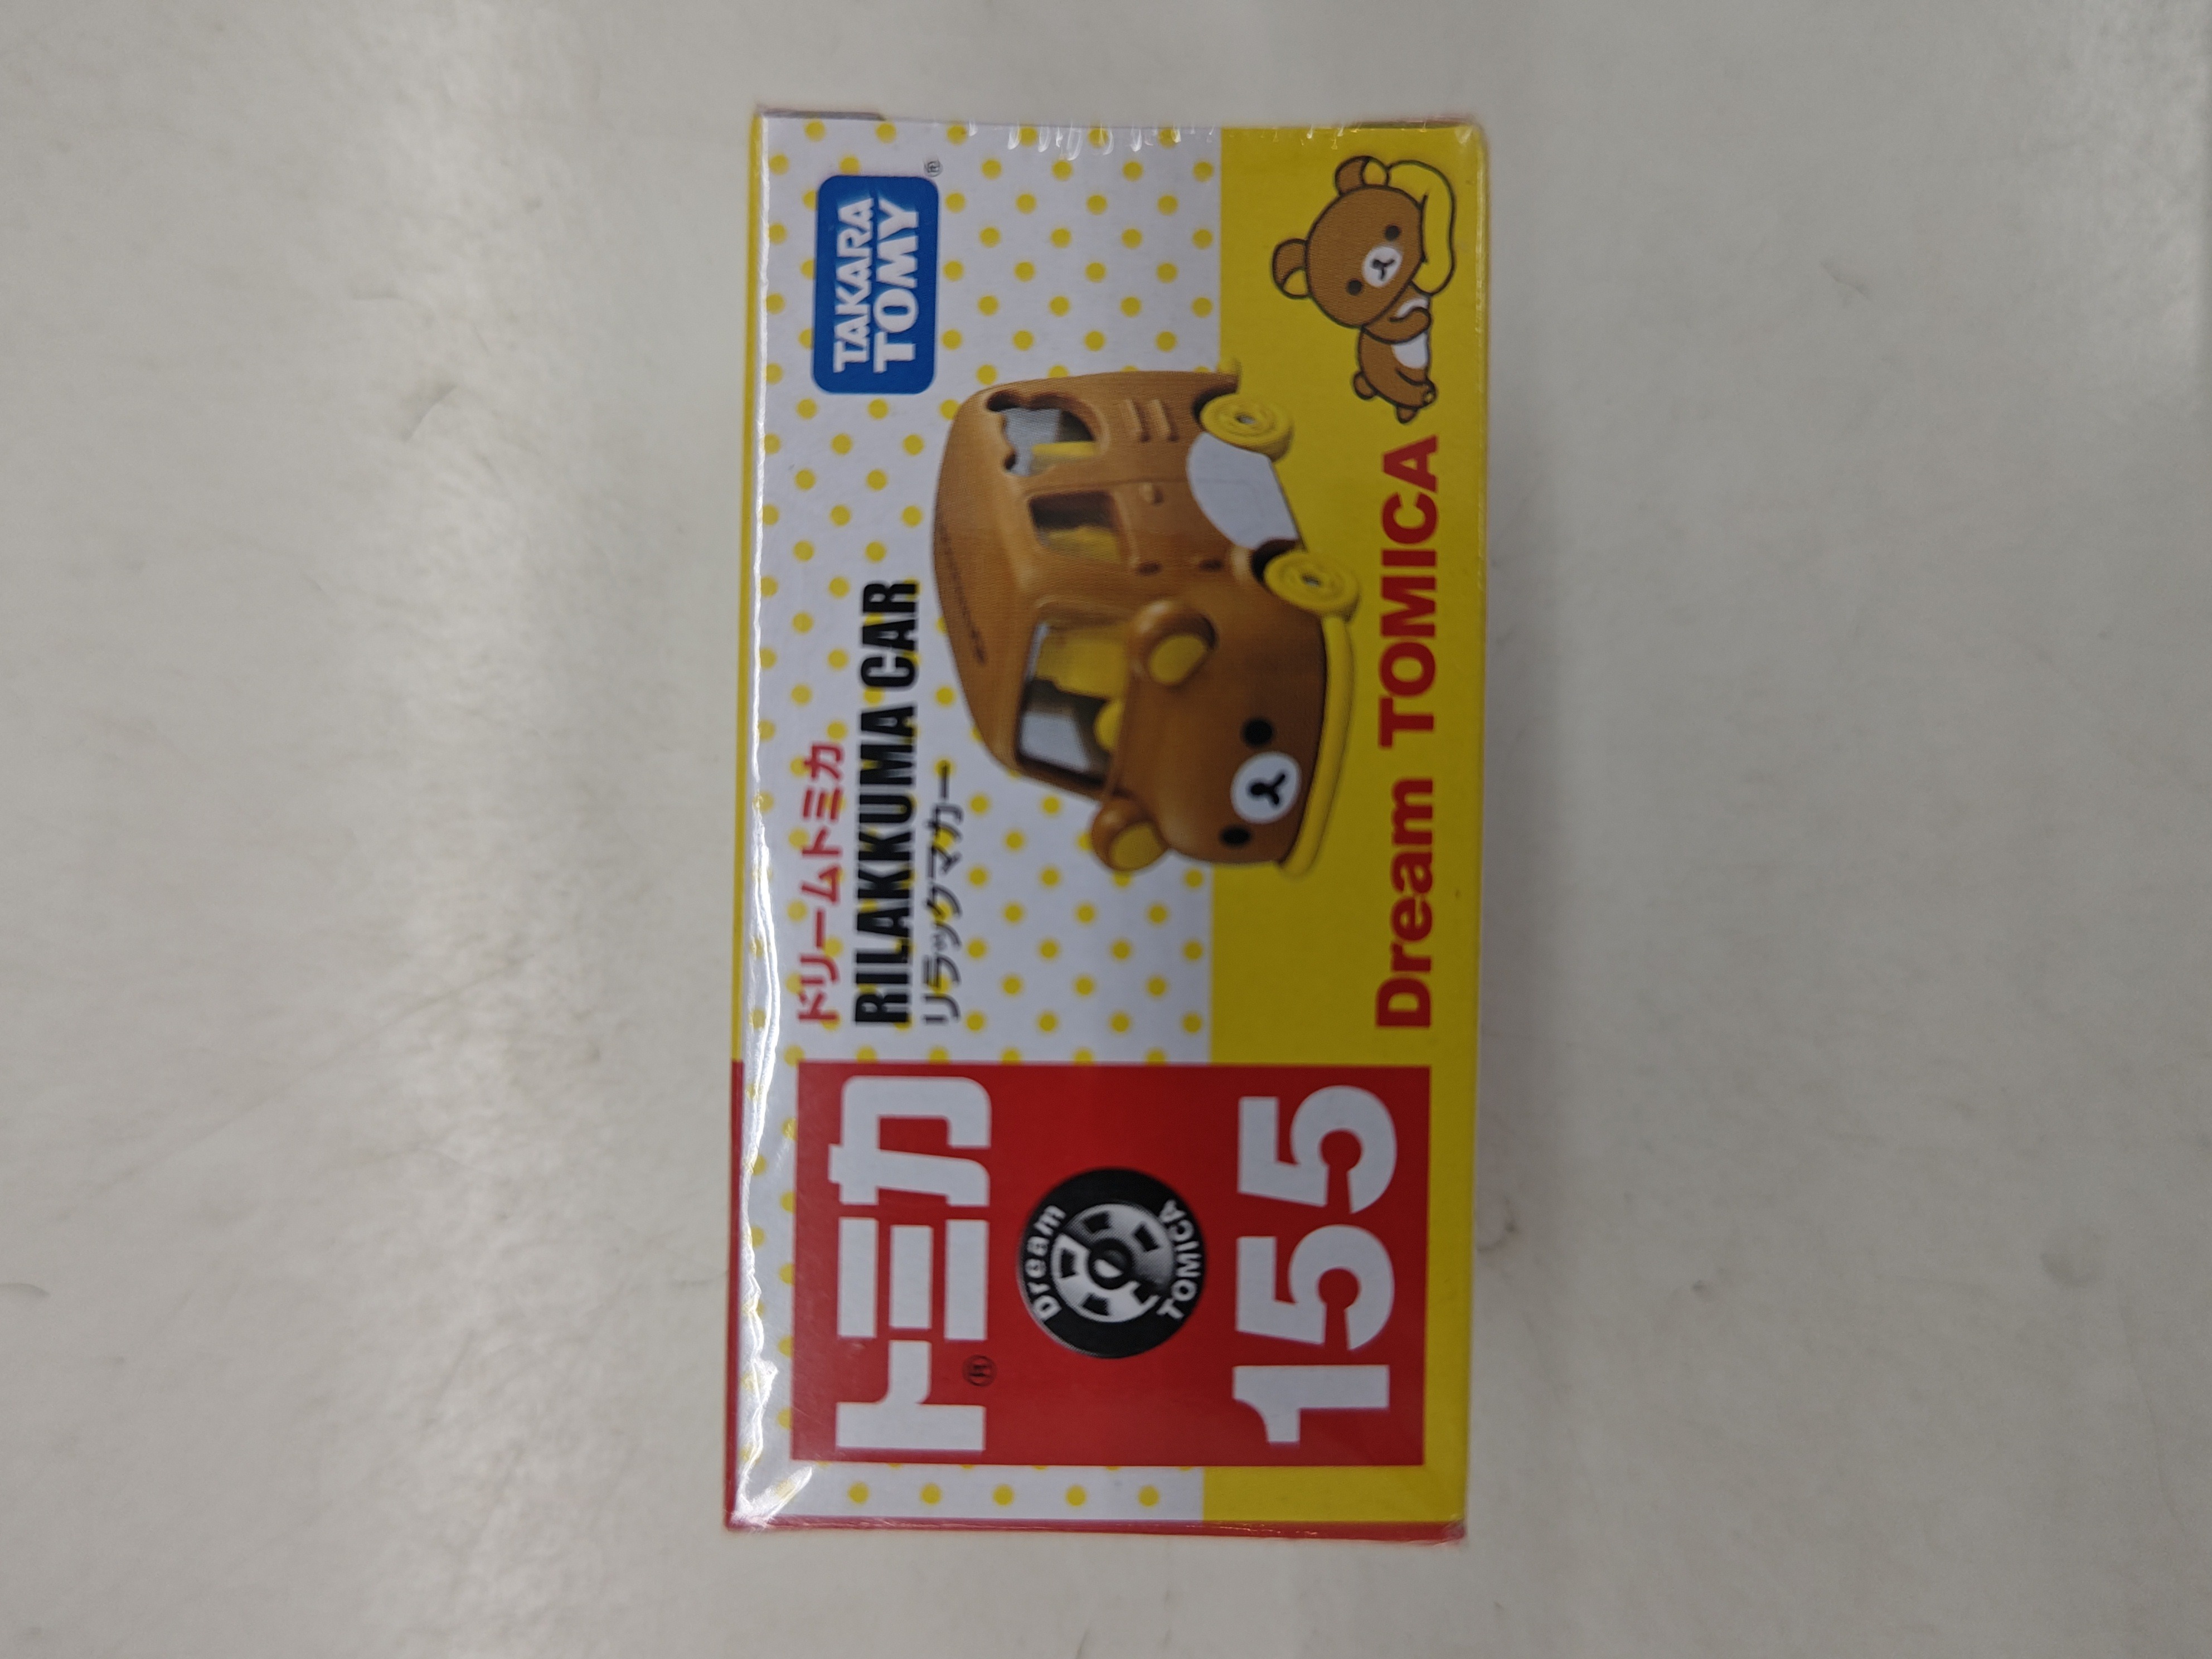 トミカ®
Dream TOMICA
155
ドリームトミカ
RILAKKUMA CAR
リラックマカー
TAKARA TOMY®
Dream TOMICA